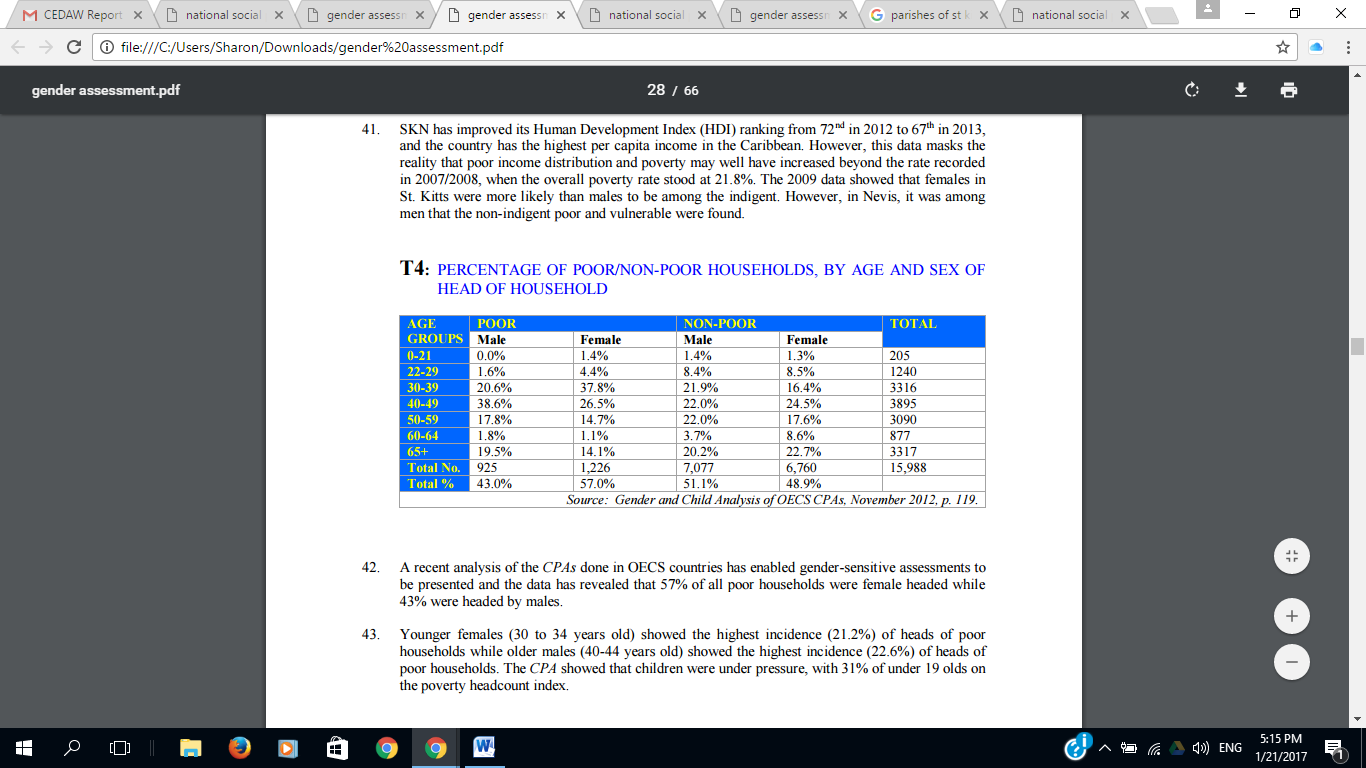 CEDAW Report
national social
gender assessm
gender assessm
national social
gender assessm
parishes of st k
national social
file:///C:/Users/Sharon/Downloads/gender%20assessment.pdf
gender assessment.pdf
28 / 66
41. SKN has improved its Human Development Index (HDI) ranking from 72nd in 2012 to 67th in 2013,
and the country has the highest per capita income in the Caribbean. However, this data masks the
reality that poor income distribution and poverty may well have increased beyond the rate recorded
in 2007/2008, when the overall poverty rate stood at 21.8%. The 2009 data showed that females in
St. Kitts were more likely than males to be among the indigent. However, in Nevis, it was among
men that the non-indigent poor and vulnerable were found.
T4: PERCENTAGE OF POOR/NON-POOR HOUSEHOLDS, BY AGE AND SEX OF
HEAD OF HOUSEHOLD
AGE POOR NON-POOR TOTAL
GROUPS Male Female Male Female
0-21 0.0% 1.4% 1.4% 1.3% 205
22-29 1.6% 4.4% 8.4% 8.5% 1240
30-39 20.6% 37.8% 21.9% 16.4% 3316
40-49 38.6% 26.5% 22.0% 24.5% 3895
50-59 17.8% 14.7% 22.0% 17.6% 3090
60-64 1.8% 1.1% 3.7% 8.6% 877
65+ 19.5% 14.1% 20.2% 22.7% 3317
Total No. 925 1,226 7,077 6,760 15,988
Total % 43.0% 57.0% 51.1% 48.9%
Source: Gender and Child Analysis of OECS CPAs, November 2012, p. 119.
42. A recent analysis of the CPAs done in OECS countries has enabled gender-sensitive assessments to
be presented and the data has revealed that 57% of all poor households were female headed while
43% were headed by males.
43. Younger females (30 to 34 years old) showed the highest incidence (21.2%) of heads of poor
households while older males (40-44 years old) showed the highest incidence (22.6%) of heads of
poor households. The CPA showed that children were under pressure, with 31% of under 19 olds on
the poverty headcount index.
ENG
5:15 PM
1/21/2017
1